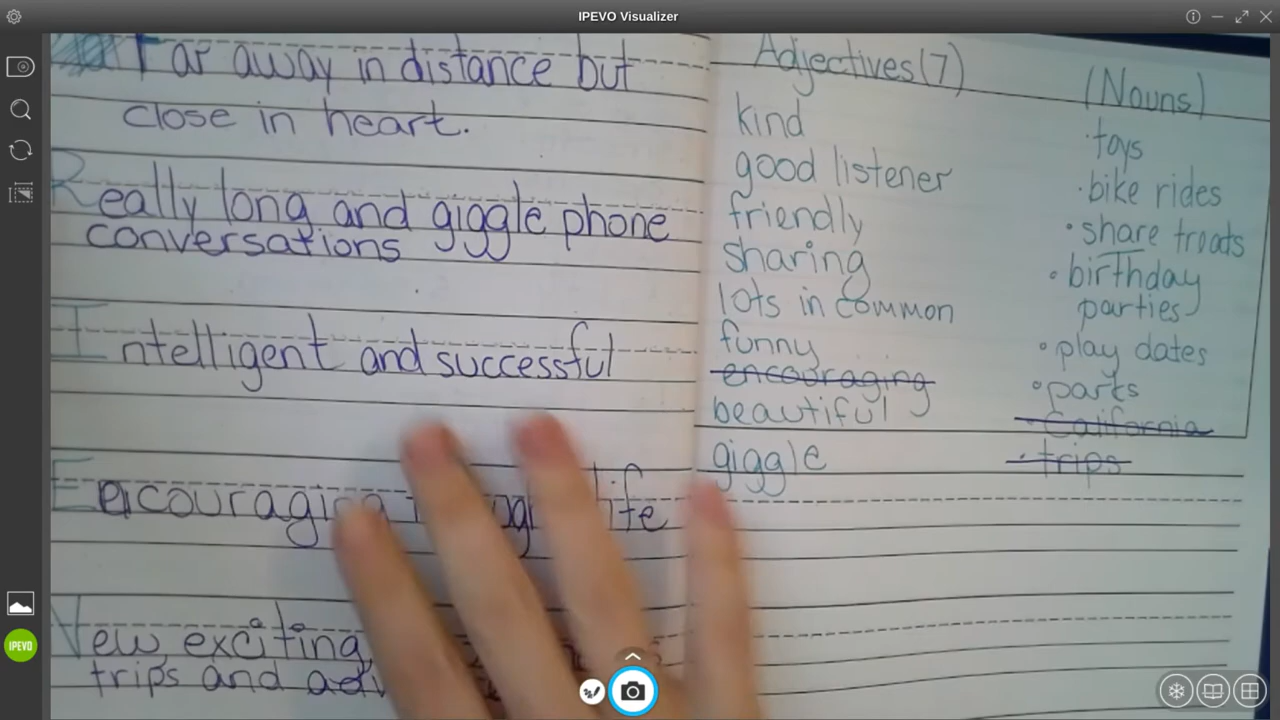 IPEVO Visualizer
Far away in distance but
close in heart.
Really long and giggle phone
conversations
Intelligent and successful
Encouraging life
New exciting
trips and
Adjectives (7)
kind
good listener
friendly
sharing
lots in common
funny
encouraging
beautiful
giggle
(Nouns)
· toys
· bike rides
• share treats
• birthday
parties
• play dates
• parks
- California
- trips
IPEVO